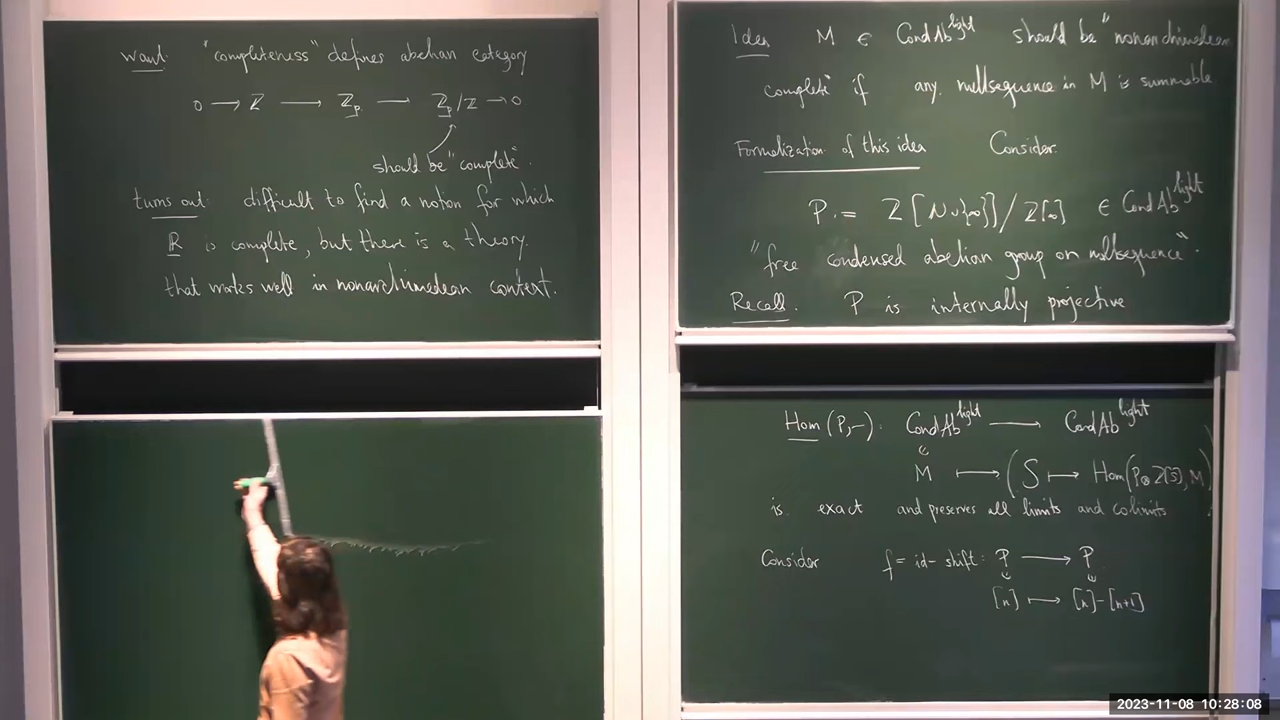 want: "completeness" defines abelian category
0 → ℤ → ℤₚ → ℤₚ/ℤ → 0
should be "complete".
turns out: difficult to find a notion for which
ℝ is complete, but there is a theory.
that works well in nonarchimedean context.
Idea M ∈ CondAb^light should be "nonarchimedean
complete" if any nullsequence in M is summable
Formalization of this idea Consider
P := ℤ[ℕ∪{∞}]/ℤ[∞] ∈ CondAb^light
"free condensed abelian group on nullsequence".
Recall. P is internally projective
Hom(P,-): CondAb^light → CondAb^light
∈
M ↦ (S ↦ Hom(P⊗ℤ[S], M))
is exact and preserves all limits and colimits.
Consider f = id - shift: P → P
∪ ∪
[n] ↦ [n]-[n+1]
2023-11-08 10:28:08